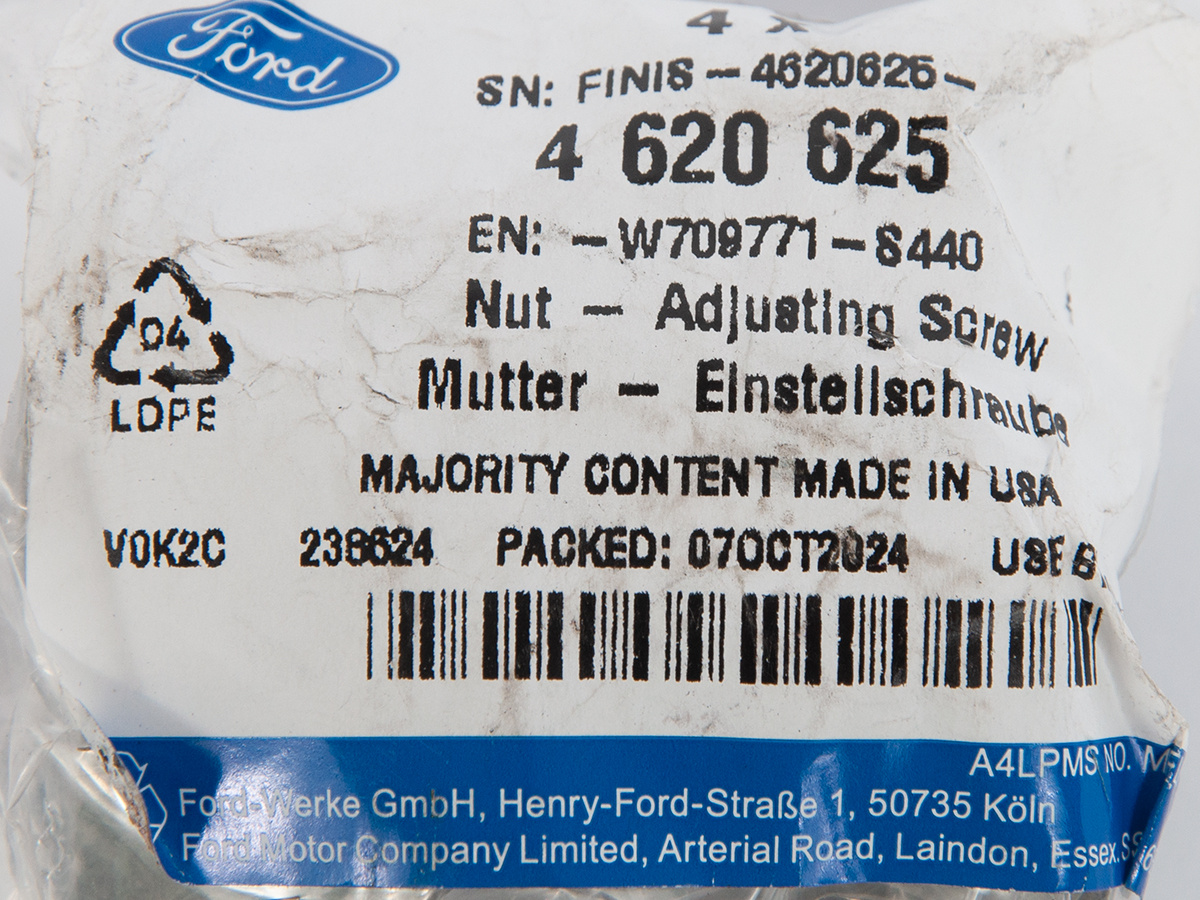 Ford
4 x
SN: FINIS - 4620625 -
4 620 625
EN: - W709771 - S440
Nut - Adjusting Screw
Mutter - Einstellschraube
04
LDPE
MAJORITY CONTENT MADE IN USA
V0K2C 238624 PACKED: 07OCT2024 USE
A4LPMS NO.
Ford-Werke GmbH, Henry-Ford-Straße 1, 50735 Köln
Ford Motor Company Limited, Arterial Road, Laindon, Essex.